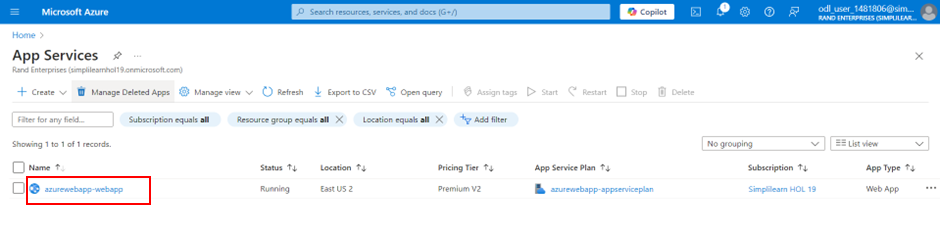 Microsoft Azure
Search resources, services, and docs (G+/)
Copilot
1
odl_user_1481806@sim...
RAND ENTERPRISES (SIMPLILEAR...
Home >
App Services
Rand Enterprises (simplilearnhol19.onmicrosoft.com)
+ Create Manage Deleted Apps Manage view Refresh Export to CSV Open query Assign tags Start Restart Stop Delete
Filter for any field... Subscription equals all Resource group equals all Location equals all Add filter
Showing 1 to 1 of 1 records. No grouping List view
Name Status Location Pricing Tier App Service Plan Subscription App Type
azurewebapp-webapp Running East US 2 Premium V2 azurewebapp-appserviceplan Simplilearn HOL 19 Web App